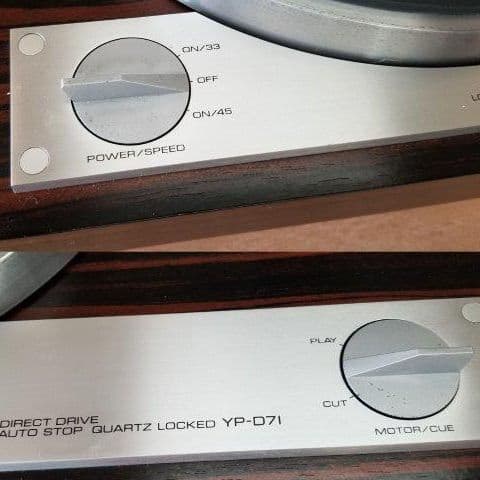 ON/33
OFF
ON/45
POWER/SPEED
PLAY
CUT
MOTOR/CUE
DIRECT DRIVE
AUTO STOP QUARTZ LOCKED YP-D71